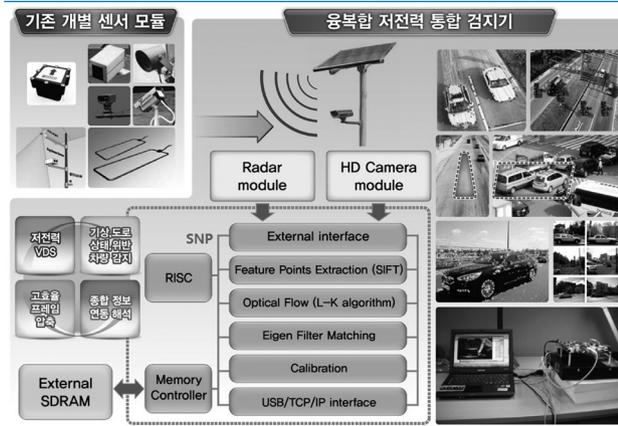 기존 개별 센서 모듈
융복합 저전력 통합 검지기
Radar
module
HD Camera
module
저전력
VDS
기상,도로
상태,위반
차량 감지
고효율
프레임
압축
종합 정보
연동 해석
SNP
RISC
External interface
Feature Points Extraction (SIFT)
Optical Flow (L-K algorithm)
Eigen Filter Matching
Calibration
USB/TCP/IP interface
Memory
Controller
External
SDRAM